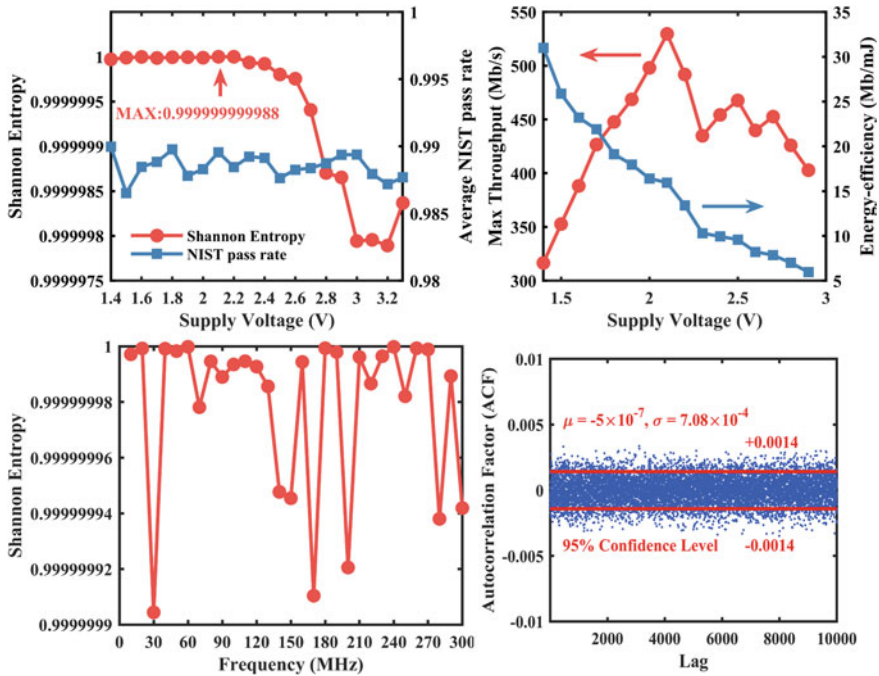 Shannon Entropy
1
0.9999995
0.999999
0.9999985
0.999998
0.9999975
MAX:0.999999999988
Shannon Entropy
NIST pass rate
1.4 1.6 1.8 2 2.2 2.4 2.6 2.8 3 3.2
Supply Voltage (V)
1
0.995
0.99
0.985
0.98
Average NIST pass rate
Max Throughput (Mb/s)
550
500
450
400
350
300
1.5 2 2.5 3
Supply Voltage (V)
35
30
25
20
15
10
5
Energy-efficiency (Mb/mJ)
Shannon Entropy
1
0.99999998
0.99999996
0.99999994
0.99999992
0.9999999
0 30 60 90 120 150 180 210 240 270 300
Frequency (MHz)
Autocorrelation Factor (ACF)
0.01
0.005
0
-0.005
-0.01
μ = -5×10⁻⁷, σ = 7.08×10⁻⁴
+0.0014
95% Confidence Level -0.0014
2000 4000 6000 8000 10000
Lag